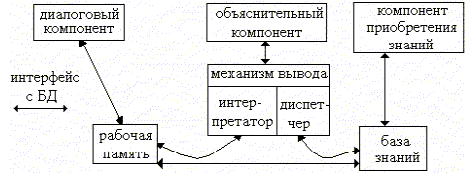 диалоговый
компонент
объяснительный
компонент
компонент
приобретения
знаний
интерфейс
с БД
механизм вывода
интер-
претатор
диспет-
чер
рабочая
память
база
знаний